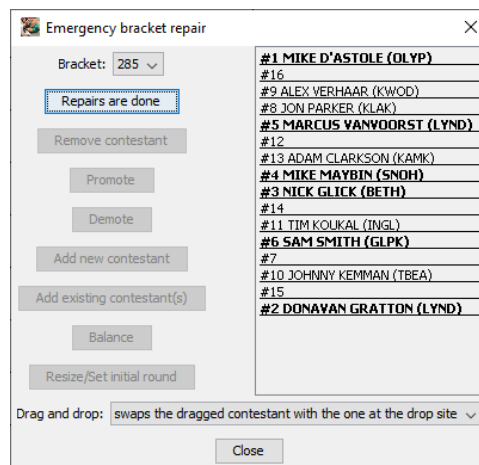 Emergency bracket repair
Bracket: 285
Repairs are done
Remove contestant
Promote
Demote
Add new contestant
Add existing contestant(s)
Balance
Resize/Set initial round
#1 MIKE D'ASTOLE (OLYP)
#16
#9 ALEX VERHAAR (KWOD)
#8 JON PARKER (KLAK)
#5 MARCUS VANVOORST (LYND)
#12
#13 ADAM CLARKSON (KAMK)
#4 MIKE MAYBIN (SNOH)
#3 NICK GLICK (BETH)
#14
#11 TIM KOUKAL (INGL)
#6 SAM SMITH (GLPK)
#7
#10 JOHNNY KEMMAN (TBEA)
#15
#2 DONAVAN GRATTON (LYND)
Drag and drop: swaps the dragged contestant with the one at the drop site
Close